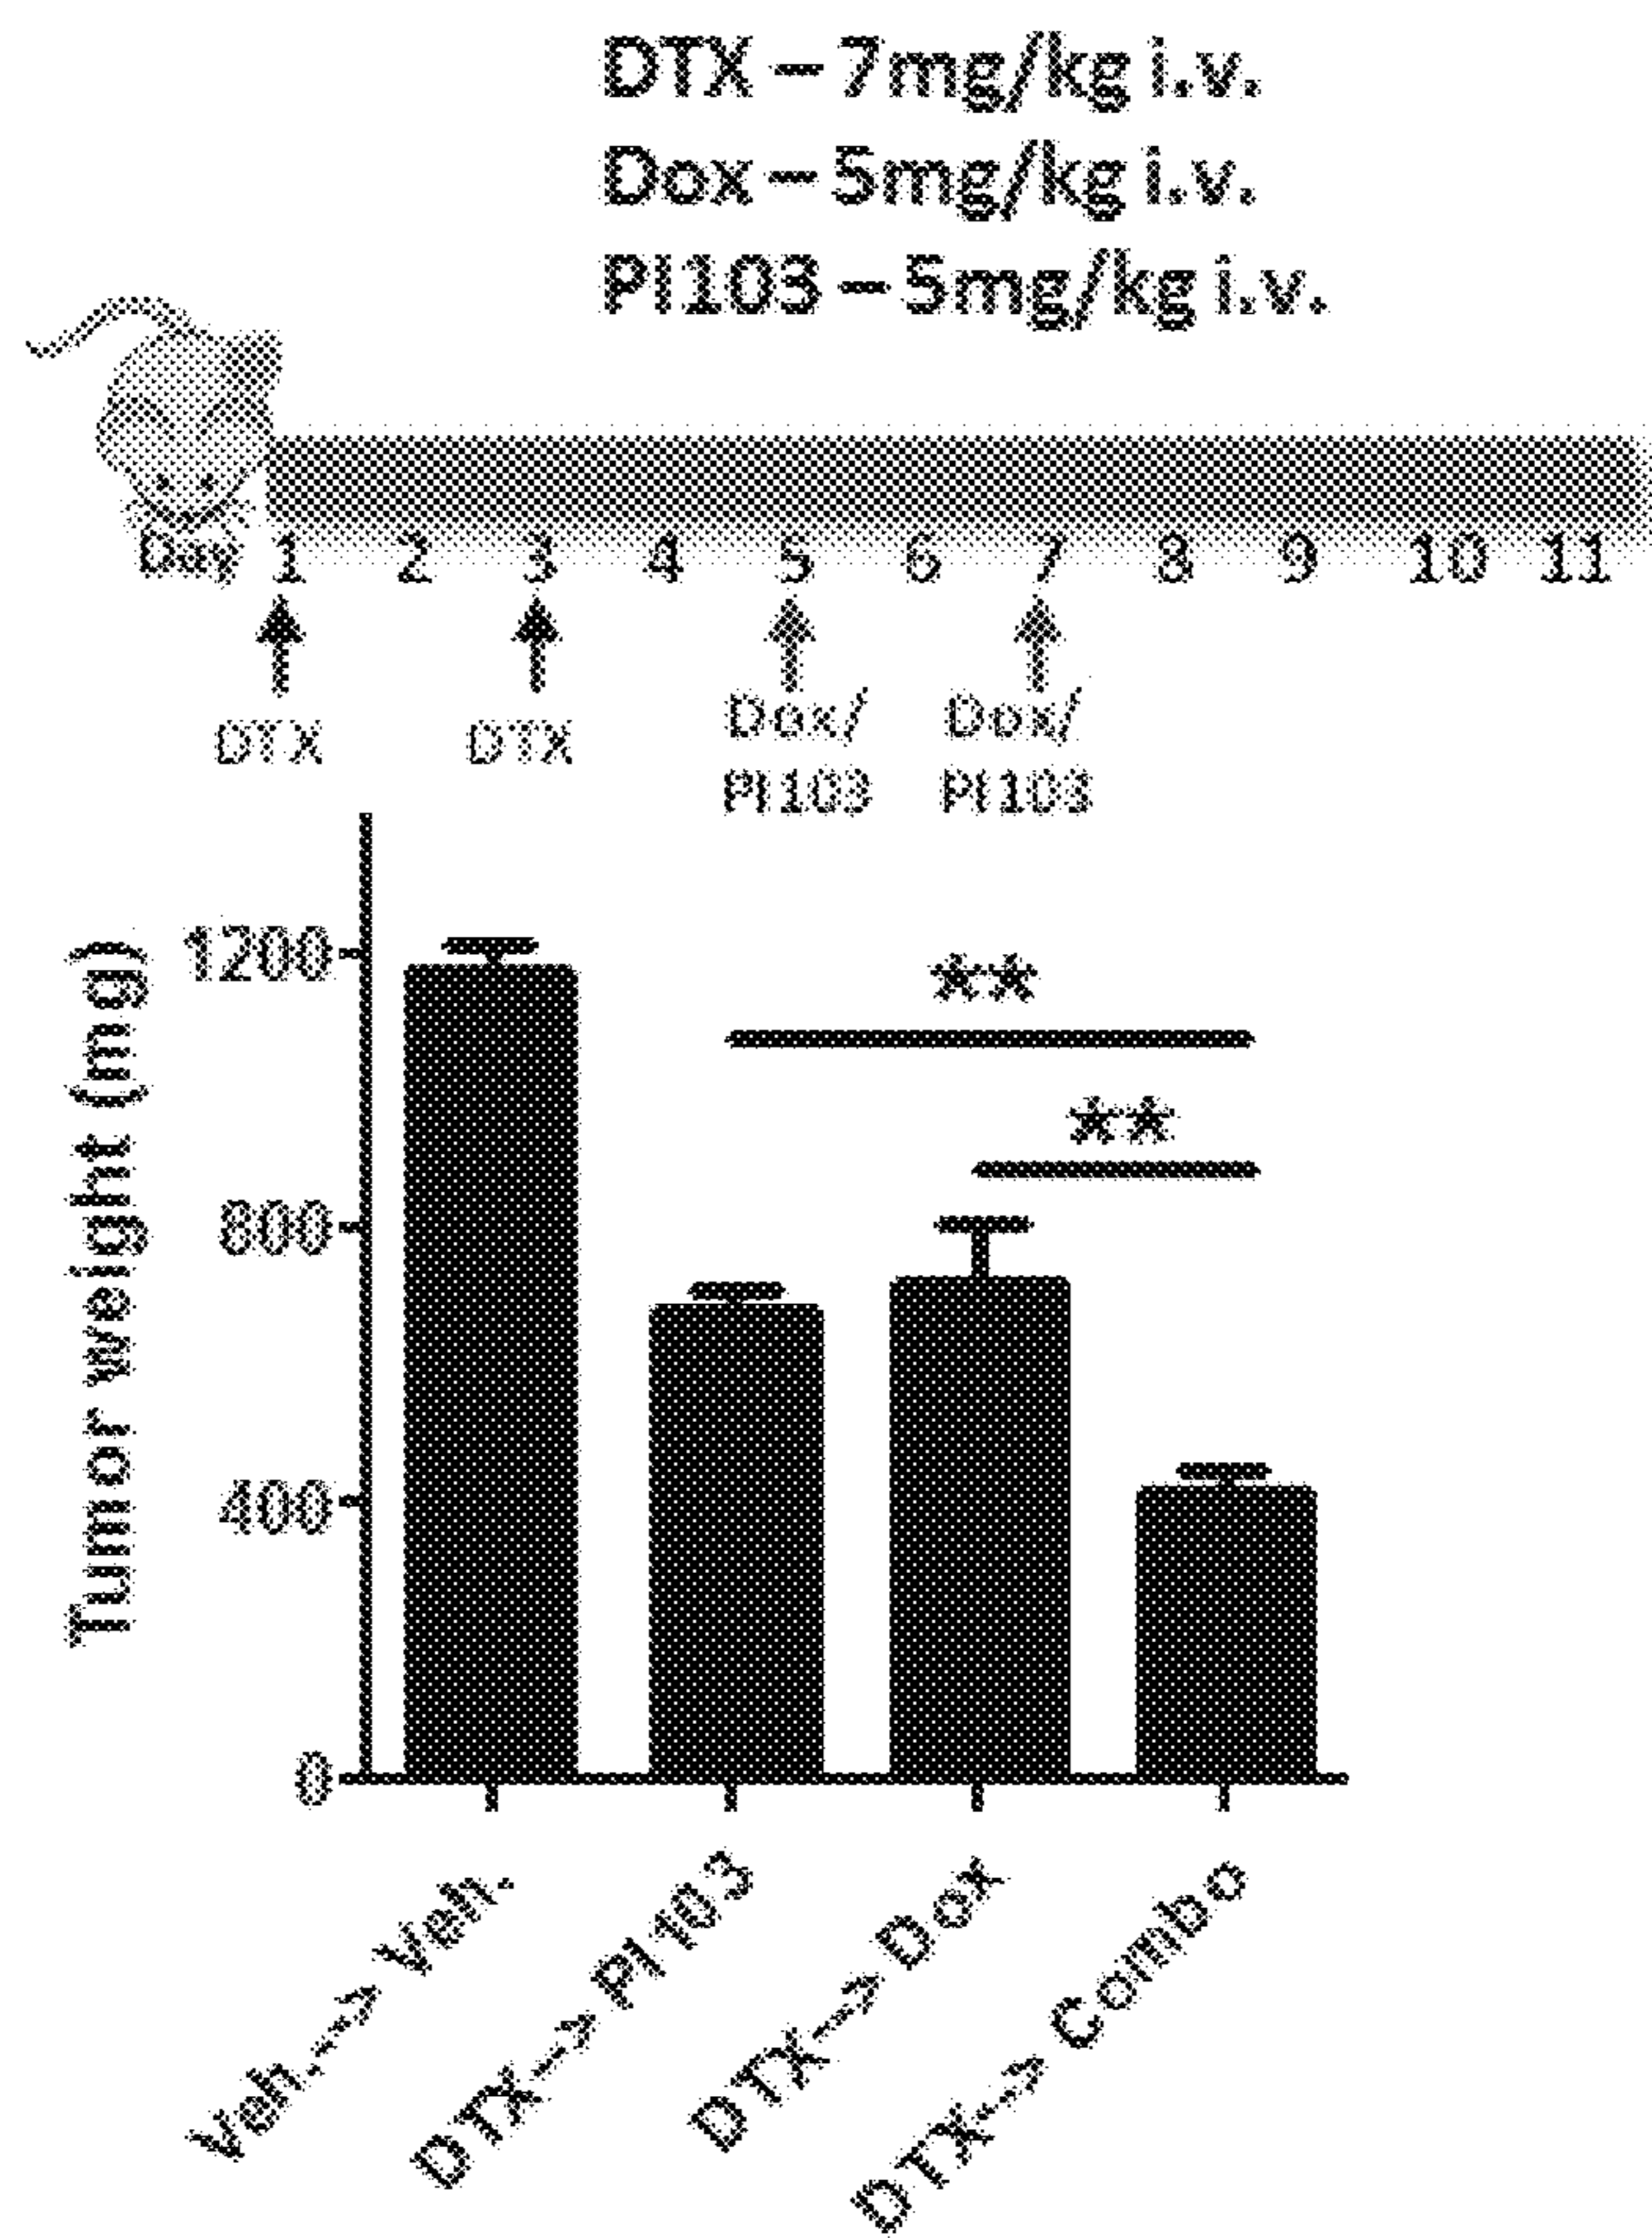 DTX – 7mg/kg i.v.
Dox – 5mg/kg i.v.
PI103 – 5mg/kg i.v.
Day 1 2 3 4 5 6 7 8 9 10 11
DTX DTX Dox/ Dox/
PI103 PI103
Tumor weight (mg)
1200
**
**
800
400
0
Veh.--> Veh.
DTX--> PI103
DTX--> Dox
DTX--> Combo